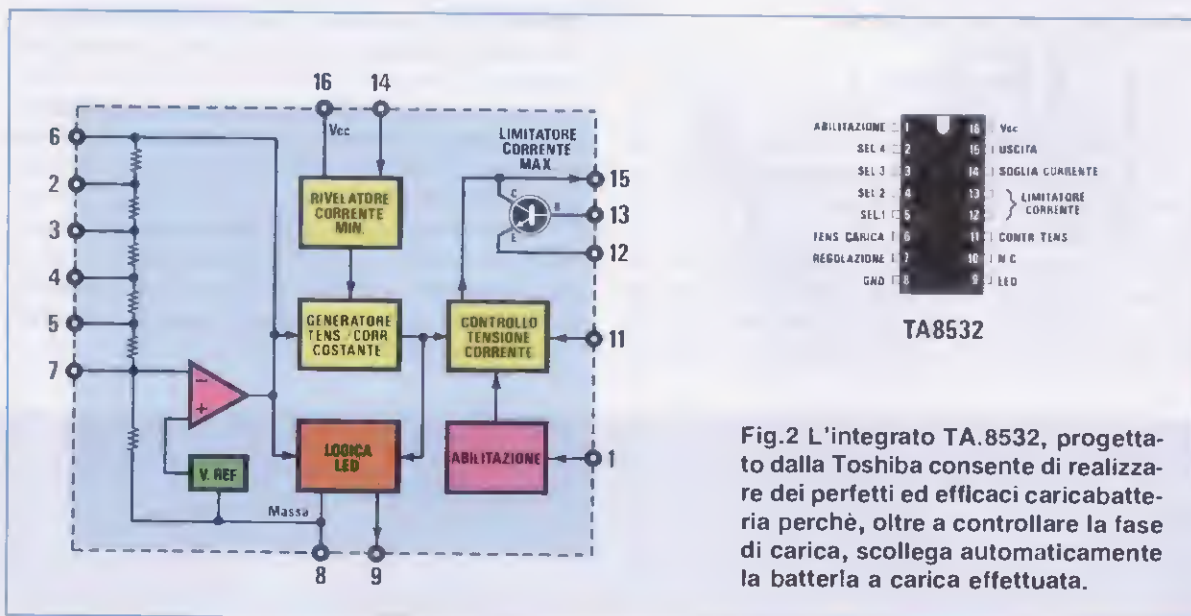 16
14
6
2
3
4
5
7
Vcc
RIVELATORE
CORRENTE
MIN.
LIMITATORE
CORRENTE
MAX
C
B
E
15
13
12
GENERATORE
TENS / CORR
COSTANTE
CONTROLLO
TENSIONE
CORRENTE
11
-
+
V. REF
LOGICA
LED
ABILITAZIONE
1
Massa
8
9
ABILITAZIONE 1 16 Vcc
SEL 4 2 15 USCITA
SEL 3 3 14 SOGLIA CURRENTE
SEL 2 4 13 LIMITATORE
SEL 1 5 12 CORRENTE
TENS CARICA 6 11 CONTR TENS
REGOLAZIONE 7 10 N C
GND 8 9 LED
TA8532
Fig.2 L'integrato TA.8532, progetta-
to dalla Toshiba consente di realizza-
re dei perfetti ed efficaci caricabatte-
ria perchè, oltre a controllare la fase
di carica, scollega automaticamente
la batteria a carica effettuata.